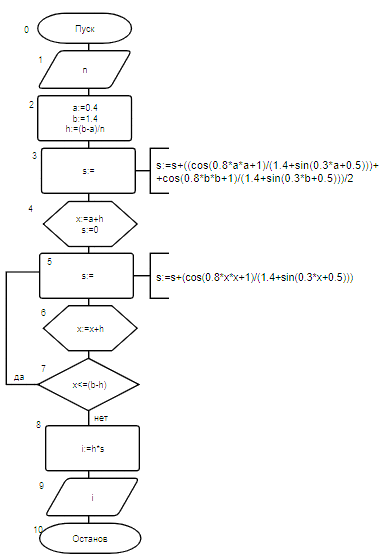 0
Пуск
1
n
2
a:=0.4
b:=1.4
h:=(b-a)/n
3
s:=
s:=s+((cos(0.8*a*a+1)/(1.4+sin(0.3*a+0.5)))+
+cos(0.8*b*b+1)/(1.4+sin(0.3*b+0.5)))/2
4
x:=a+h
s:=0
5
s:=
s:=s+(cos(0.8*x*x+1)/(1.4+sin(0.3*x+0.5)))
6
x:=x+h
7
x<=(b-h)
да
нет
8
i:=h*s
9
i
10
Останов